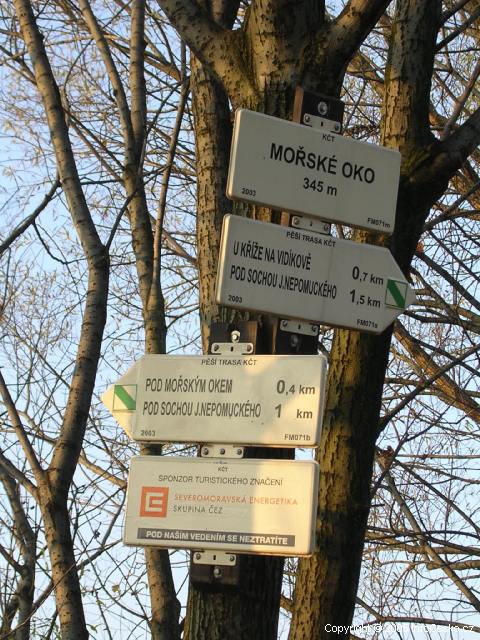 KČT
MOŘSKÉ OKO
345 m
2003
FM071m
PĚŠÍ TRASA KČT
U KŘÍŽE NA VIDÍKOVĚ 0,7 km
POD SOCHOU J.NEPOMUCKÉHO 1,5 km
2003
FM071a
PĚŠÍ TRASA KČT
POD MOŘSKÝM OKEM 0,4 km
POD SOCHOU J.NEPOMUCKÉHO 1 km
2003
FM071b
SPONZOR TURISTICKÉHO ZNAČENÍ
SEVEROMORAVSKÁ ENERGETIKA
SKUPINA ČEZ
POD NAŠÍM VEDENÍM SE NEZTRATÍTE
Copyright